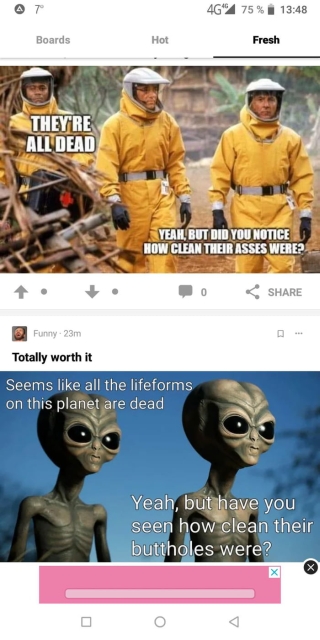 7°
4G 4G 75 % 13:48
Boards Hot Fresh
THEY'RE
ALL DEAD
YEAH, BUT DID YOU NOTICE
HOW CLEAN THEIR ASSES WERE?
0 SHARE
Funny · 23m
Totally worth it
Seems like all the lifeforms
on this planet are dead
Yeah, but have you
seen how clean their
buttholes were?